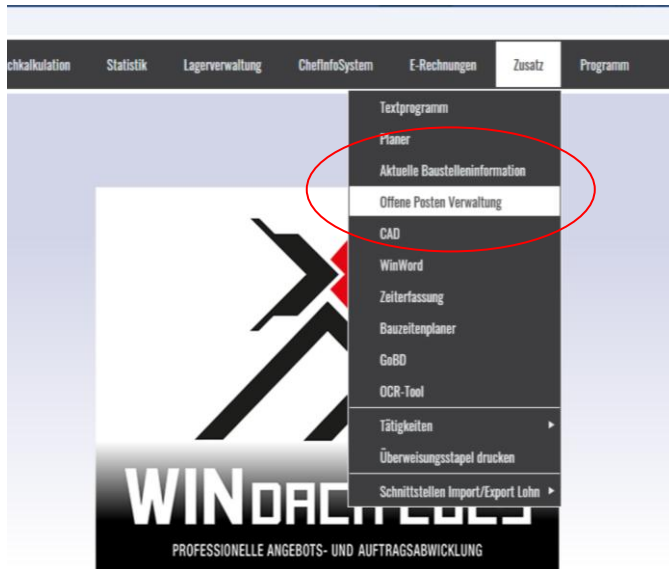 chkalkulation Statistik Lagerverwaltung ChefInfoSystem E-Rechnungen Zusatz Programm
Textprogramm
Planer
Aktuelle Baustelleninformation
Offene Posten Verwaltung
CAD
WinWord
Zeiterfassung
Bauzeitenplaner
GoBD
OCR-Tool
Tätigkeiten
Überweisungsstapel drucken
Schnittstellen Import/Export Lohn
WINDACH
PROFESSIONELLE ANGEBOTS- UND AUFTRAGSABWICKLUNG